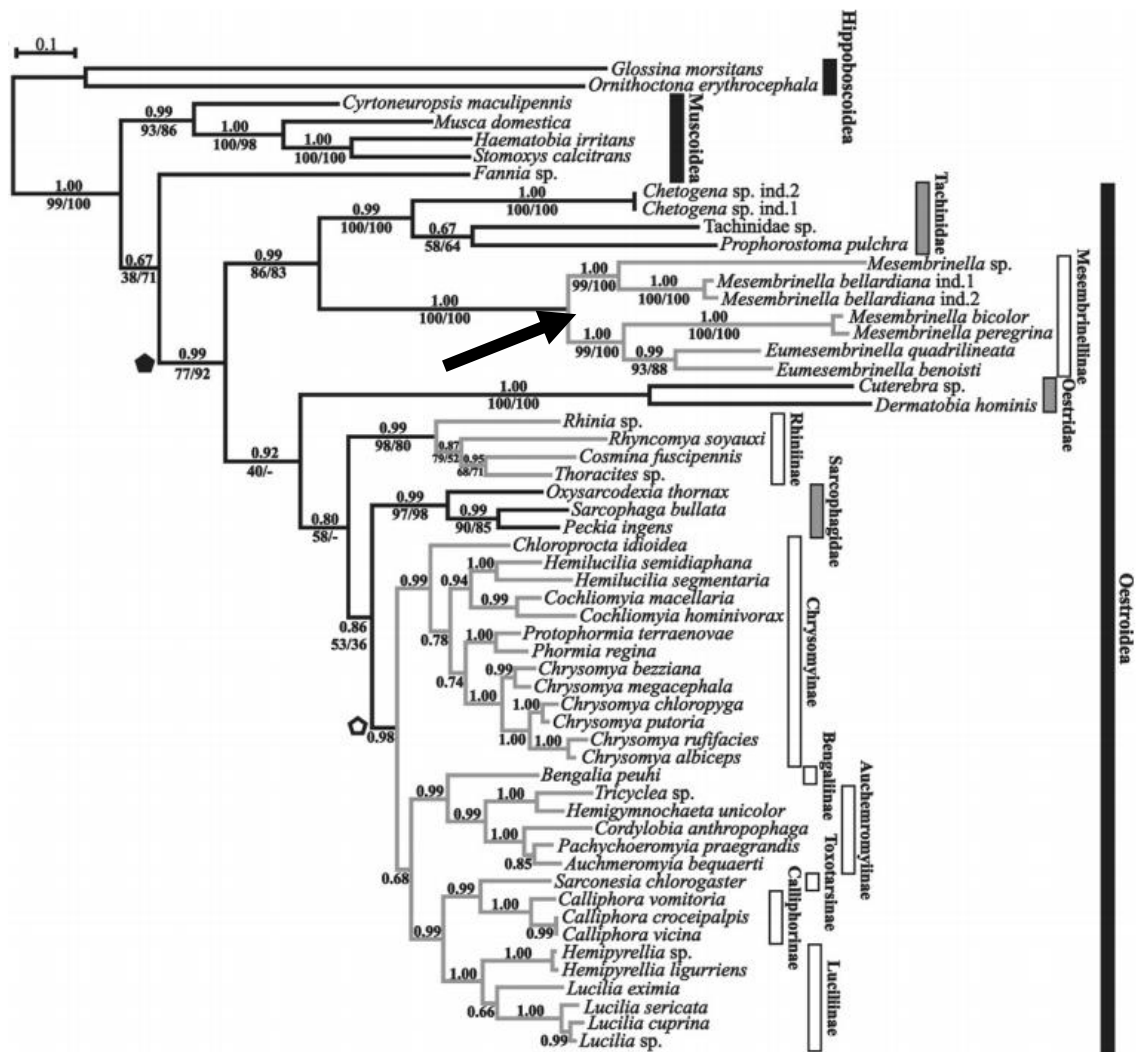 0.1
Hippoboscoidea
Glossina morsitans
Ornithoctona erythrocephala
Muscoidea
0.99
93/86
Cyrtoneuropsis maculipennis
1.00
100/98
Musca domestica
1.00
100/100
Haematobia irritans
Stomoxys calcitrans
1.00
99/100
Fannia sp.
0.67
38/71
Oestroidea
Tachinidae
0.99
86/83
0.99
100/100
1.00
100/100
Chetogena sp. ind.2
Chetogena sp. ind.1
0.67
58/64
Tachinidae sp.
Prophorostoma pulchra
Mesembrinellinae
1.00
100/100
1.00
99/100
Mesembrinella sp.
1.00
100/100
Mesembrinella bellardiana ind.1
Mesembrinella bellardiana ind.2
1.00
99/100
1.00
100/100
Mesembrinella bicolor
Mesembrinella peregrina
0.99
93/88
Eumesembrinella quadrilineata
Eumesembrinella benoisti
0.99
77/92
Oestridae
1.00
100/100
Cuterebra sp.
Dermatobia hominis
0.92
40/-
Rhiniinae
0.99
98/80
Rhinia sp.
0.87
79/52
Rhyncomya soyauxi
0.95
68/71
Cosmina fuscipennis
Thoracites sp.
0.80
58/-
Sarcophagidae
0.99
97/98
Oxysarcodexia thornax
0.99
90/85
Sarcophaga bullata
Peckia ingens
0.86
53/36
Chrysomyinae
0.99
Chloroprocta idioidea
0.94
1.00
Hemilucilia semidiaphana
Hemilucilia segmentaria
0.99
Cochliomyia macellaria
Cochliomyia hominivorax
0.78
1.00
Protophormia terraenovae
Phormia regina
0.74
0.99
Chrysomya bezziana
Chrysomya megacephala
1.00
1.00
Chrysomya chloropyga
Chrysomya putoria
1.00
1.00
Chrysomya rufifacies
Chrysomya albiceps
0.98
Bengaliinae
0.99
Bengalia peuhi
Auchemromyiinae
0.99
1.00
Tricyclea sp.
Hemigymnochaeta unicolor
1.00
Cordylobia anthropophaga
Pachychoeromyia praegrandis
0.85
Auchmeromyia bequaerti
0.68
Toxotarsinae
0.99
Sarconesia chlorogaster
Calliphorinae
1.00
Calliphora vomitoria
Calliphora croceipalpis
0.99
Calliphora vicina
0.99
Luciliinae
1.00
1.00
Hemipyrellia sp.
Hemipyrellia ligurriens
Lucilia eximia
0.66
1.00
Lucilia sericata
Lucilia cuprina
0.99
Lucilia sp.